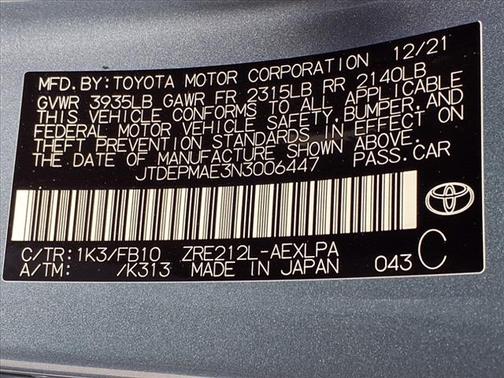 MFD. BY: TOYOTA MOTOR CORPORATION 12/21
GVWR 3935LB GAWR FR 2315LB RR 2140LB
THIS VEHICLE CONFORMS TO ALL APPLICABLE
FEDERAL MOTOR VEHICLE SAFETY, BUMPER, AND
THEFT PREVENTION STANDARDS IN EFFECT ON
THE DATE OF MANUFACTURE SHOWN ABOVE.
JTDEPMAE3N3006447 PASS.CAR
C/TR: 1K3/FB10 ZRE212L-AEXLPA
A/TM: /K313 MADE IN JAPAN 043 C